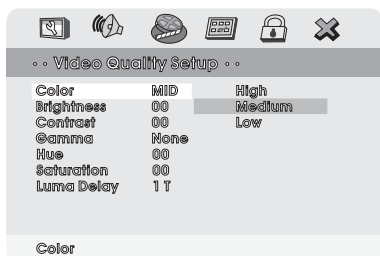 ·· Video Quality Setup ··
Color MID High
Brightness 00 Medium
Contrast 00 Low
Gamma None
Hue 00
Saturation 00
Luma Delay 1 T
Color